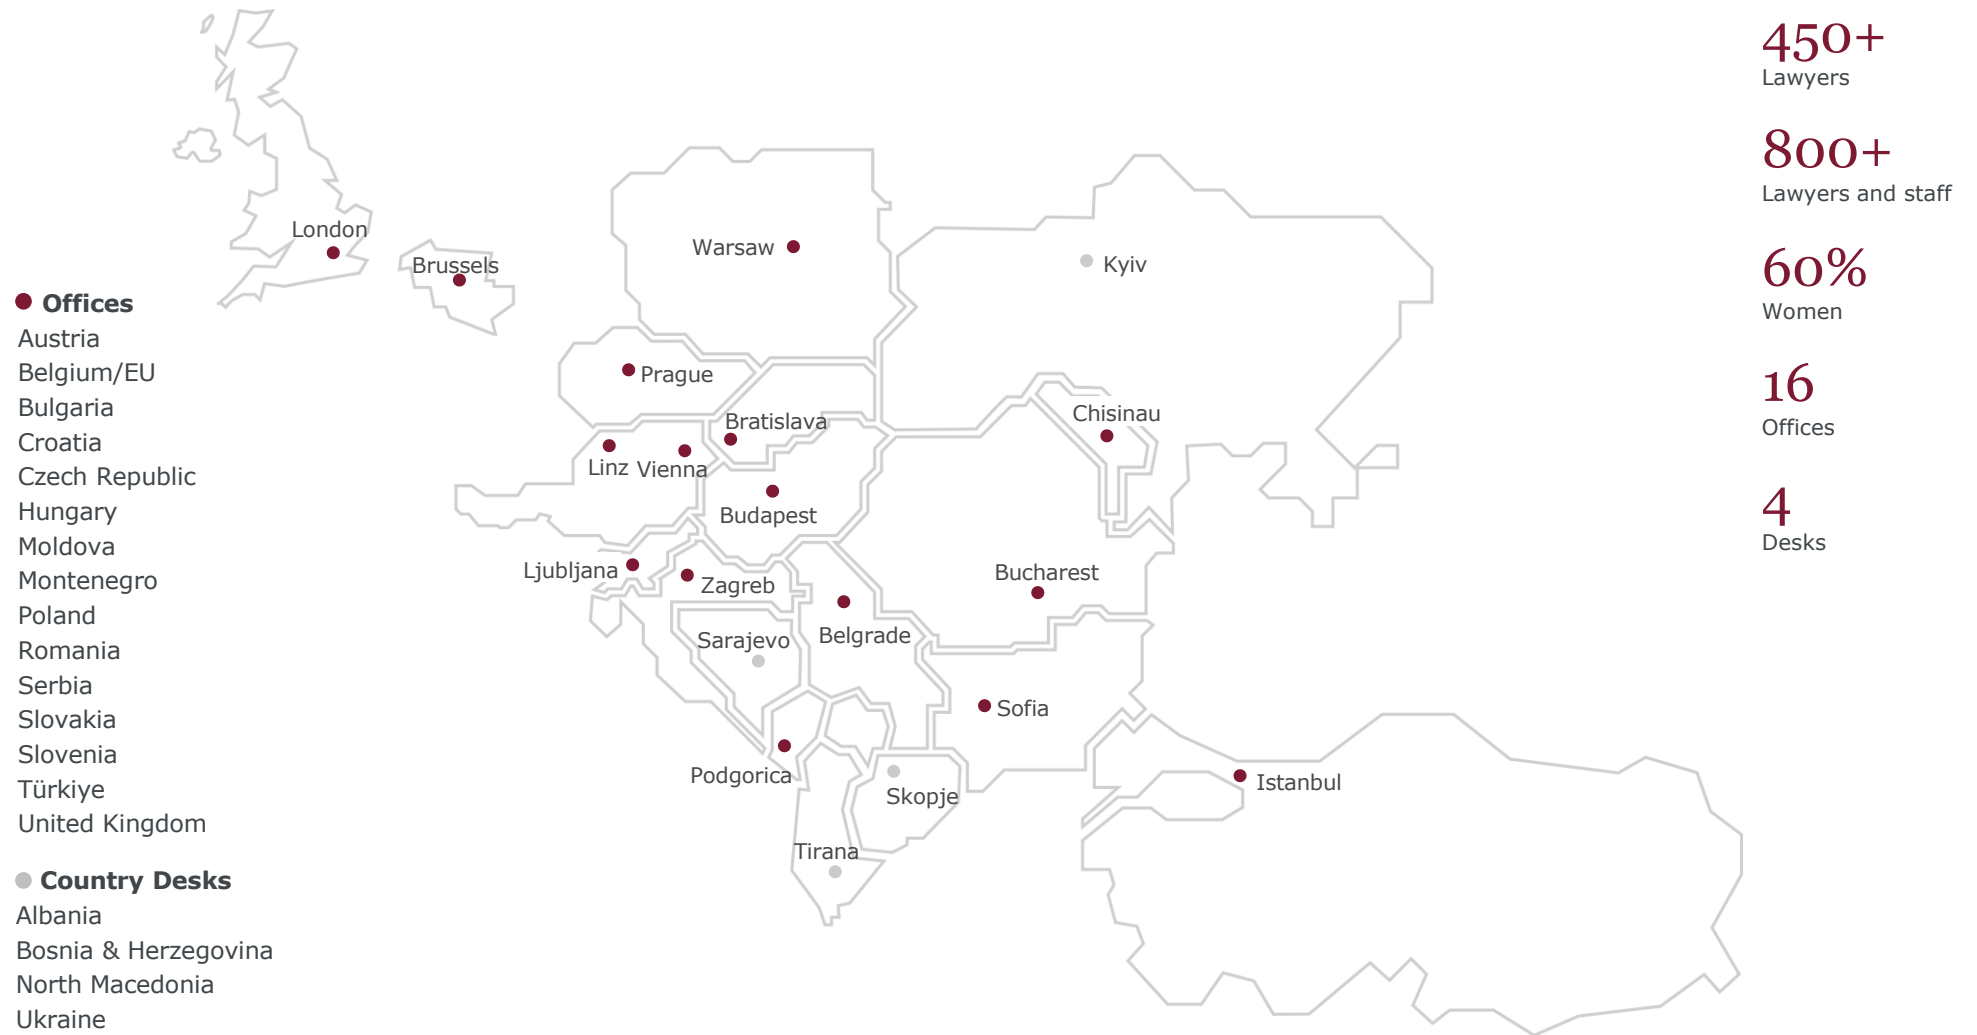 450+
Lawyers
800+
Lawyers and staff
60%
Women
16
Offices
4
Desks
London
Brussels
Warsaw
Kyiv
Prague
Chisinau
Bratislava
Linz
Vienna
Budapest
Ljubljana
Zagreb
Bucharest
Sarajevo
Belgrade
Sofia
Podgorica
Skopje
Istanbul
Tirana
Offices
Austria
Belgium/EU
Bulgaria
Croatia
Czech Republic
Hungary
Moldova
Montenegro
Poland
Romania
Serbia
Slovakia
Slovenia
Türkiye
United Kingdom
Country Desks
Albania
Bosnia & Herzegovina
North Macedonia
Ukraine